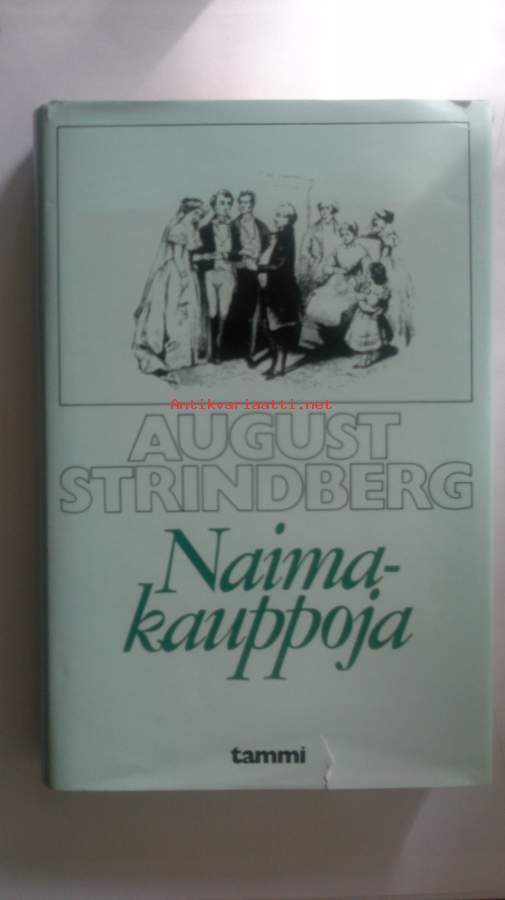 Antikvariaatti.net
AUGUST
STRINDBERG
Naima-
kauppoja
tammi